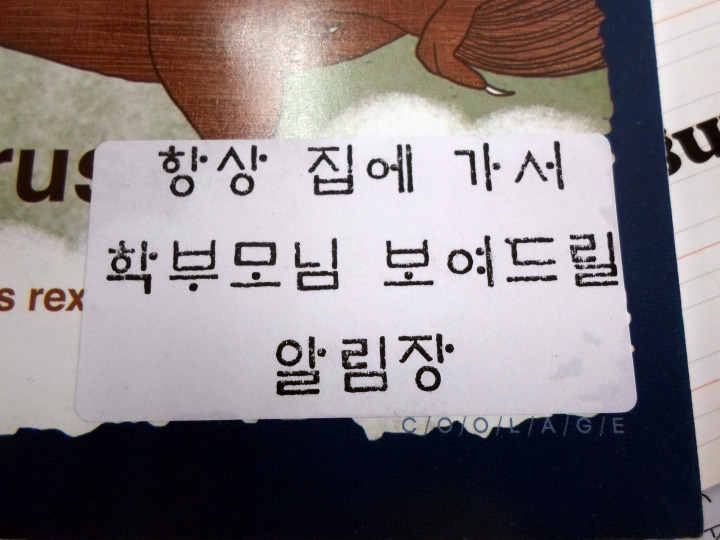 rus
항상 집에 가서
학부모님 보여드릴
s rex
알림장
C/O/O/L/A/G/E